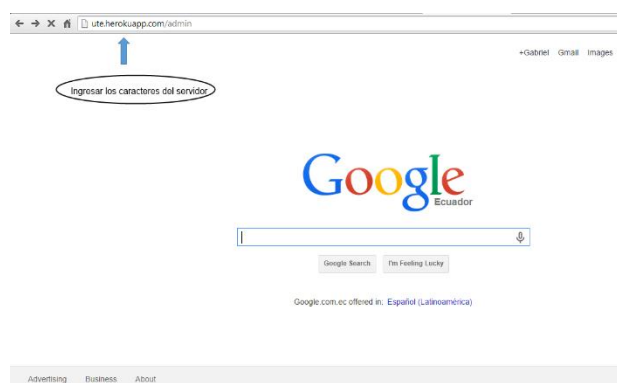 ute.herokuapp.com/admin
+Gabriel Gmail Images
Ingresar los caracteres del servidor
Google
Ecuador
Google Search I'm Feeling Lucky
Google.com.ec offered in: Español (Latinoamérica)
Advertising Business About